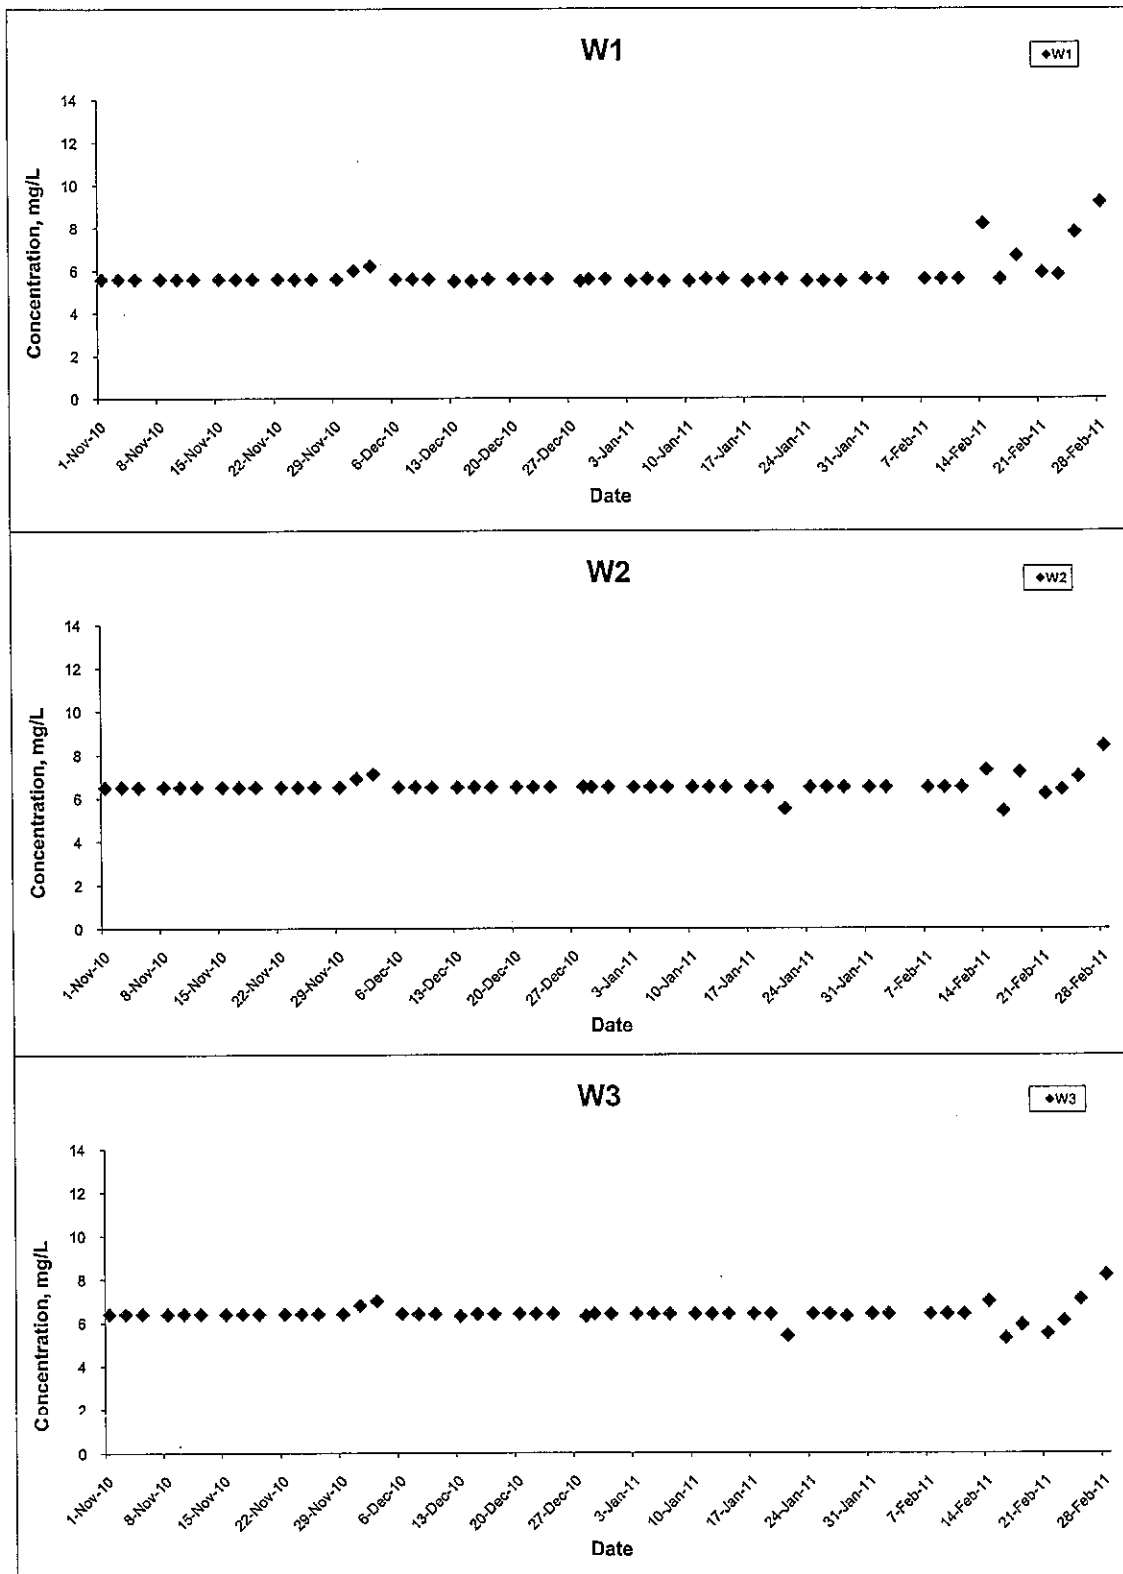 W1
◆W1
Concentration, mg/L
14
12
10
8
6
4
2
0
1-Nov-10
8-Nov-10
15-Nov-10
22-Nov-10
29-Nov-10
6-Dec-10
13-Dec-10
20-Dec-10
27-Dec-10
3-Jan-11
10-Jan-11
17-Jan-11
24-Jan-11
31-Jan-11
7-Feb-11
14-Feb-11
21-Feb-11
28-Feb-11
Date
W2
◆W2
Concentration, mg/L
14
12
10
8
6
4
2
0
1-Nov-10
8-Nov-10
15-Nov-10
22-Nov-10
29-Nov-10
6-Dec-10
13-Dec-10
20-Dec-10
27-Dec-10
3-Jan-11
10-Jan-11
17-Jan-11
24-Jan-11
31-Jan-11
7-Feb-11
14-Feb-11
21-Feb-11
28-Feb-11
Date
W3
◆W3
Concentration, mg/L
14
12
10
8
6
4
2
0
1-Nov-10
8-Nov-10
15-Nov-10
22-Nov-10
29-Nov-10
6-Dec-10
13-Dec-10
20-Dec-10
27-Dec-10
3-Jan-11
10-Jan-11
17-Jan-11
24-Jan-11
31-Jan-11
7-Feb-11
14-Feb-11
21-Feb-11
28-Feb-11
Date